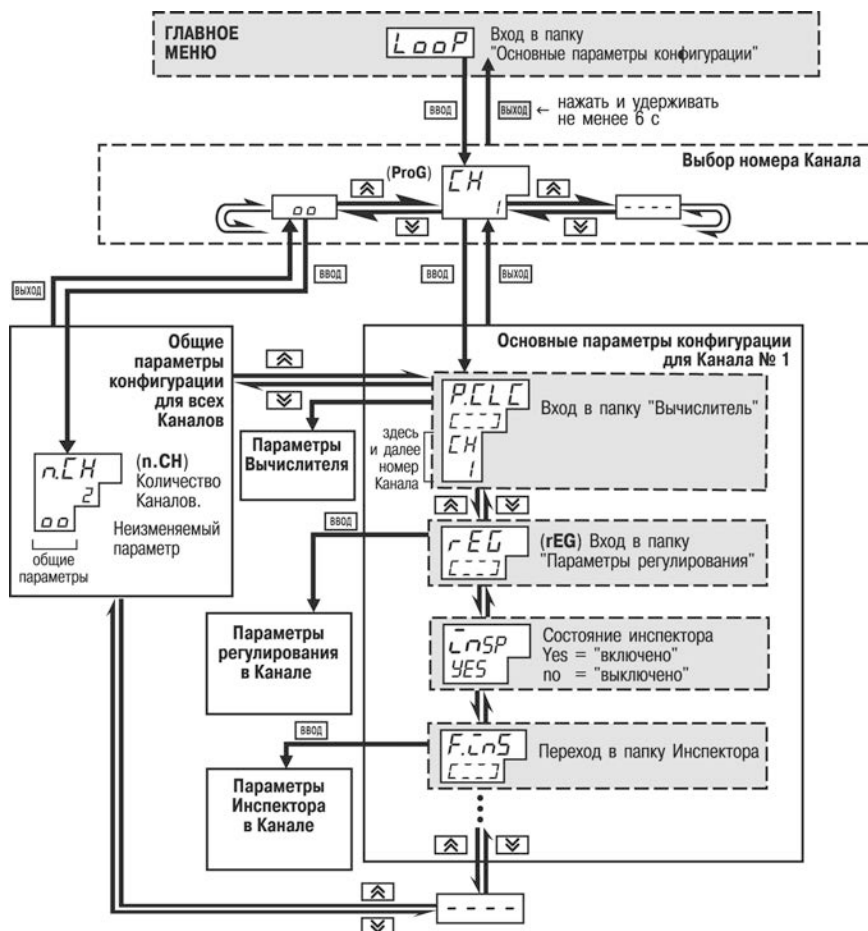 ГЛАВНОЕ
МЕНЮ
LooP
Вход в папку
"Основные параметры конфигурации"
ВВОД
ВЫХОД
← нажать и удерживать
не менее 6 с
Выбор номера Канала
(ProG)
CH
1
oo
- - - -
ВЫХОД
ВВОД
ВВОД
ВЫХОД
Общие
параметры
конфигурации
для всех
Каналов
n.CH
2
oo
(n.CH)
Количество
Каналов.
Неизменяемый
параметр
общие
параметры
Основные параметры конфигурации
для Канала № 1
P.CLC
[- - -]
CH
1
Вход в папку "Вычислитель"
здесь
и далее
номер
Канала
Параметры
Вычислителя
ВВОД
rEG
[- - -]
(rEG) Вход в папку
"Параметры регулирования"
Параметры
регулирования
в Канале
inSP
YES
Состояние инспектора
Yes = "включено"
no = "выключено"
ВВОД
F.inS
[- - -]
Переход в папку Инспектора
Параметры
Инспектора
в Канале
- - - -